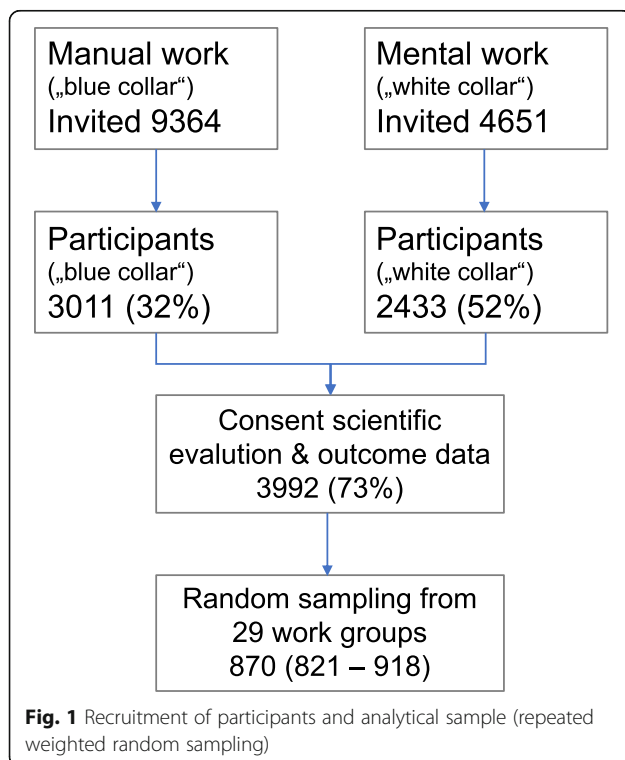 Manual work
(„blue collar“)
Invited 9364
Mental work
(„white collar“)
Invited 4651
Participants
(„blue collar“)
3011 (32%)
Participants
(„white collar“)
2433 (52%)
Consent scientific
evalution & outcome data
3992 (73%)
Random sampling from
29 work groups
870 (821 – 918)
Fig. 1 Recruitment of participants and analytical sample (repeated
weighted random sampling)